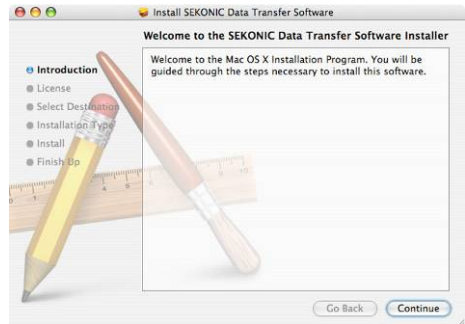 Install SEKONIC Data Transfer Software
Welcome to the SEKONIC Data Transfer Software Installer
Introduction
License
Select Destination
Installation Type
Install
Finish Up
Welcome to the Mac OS X Installation Program. You will be
guided through the steps necessary to install this software.
Go Back
Continue